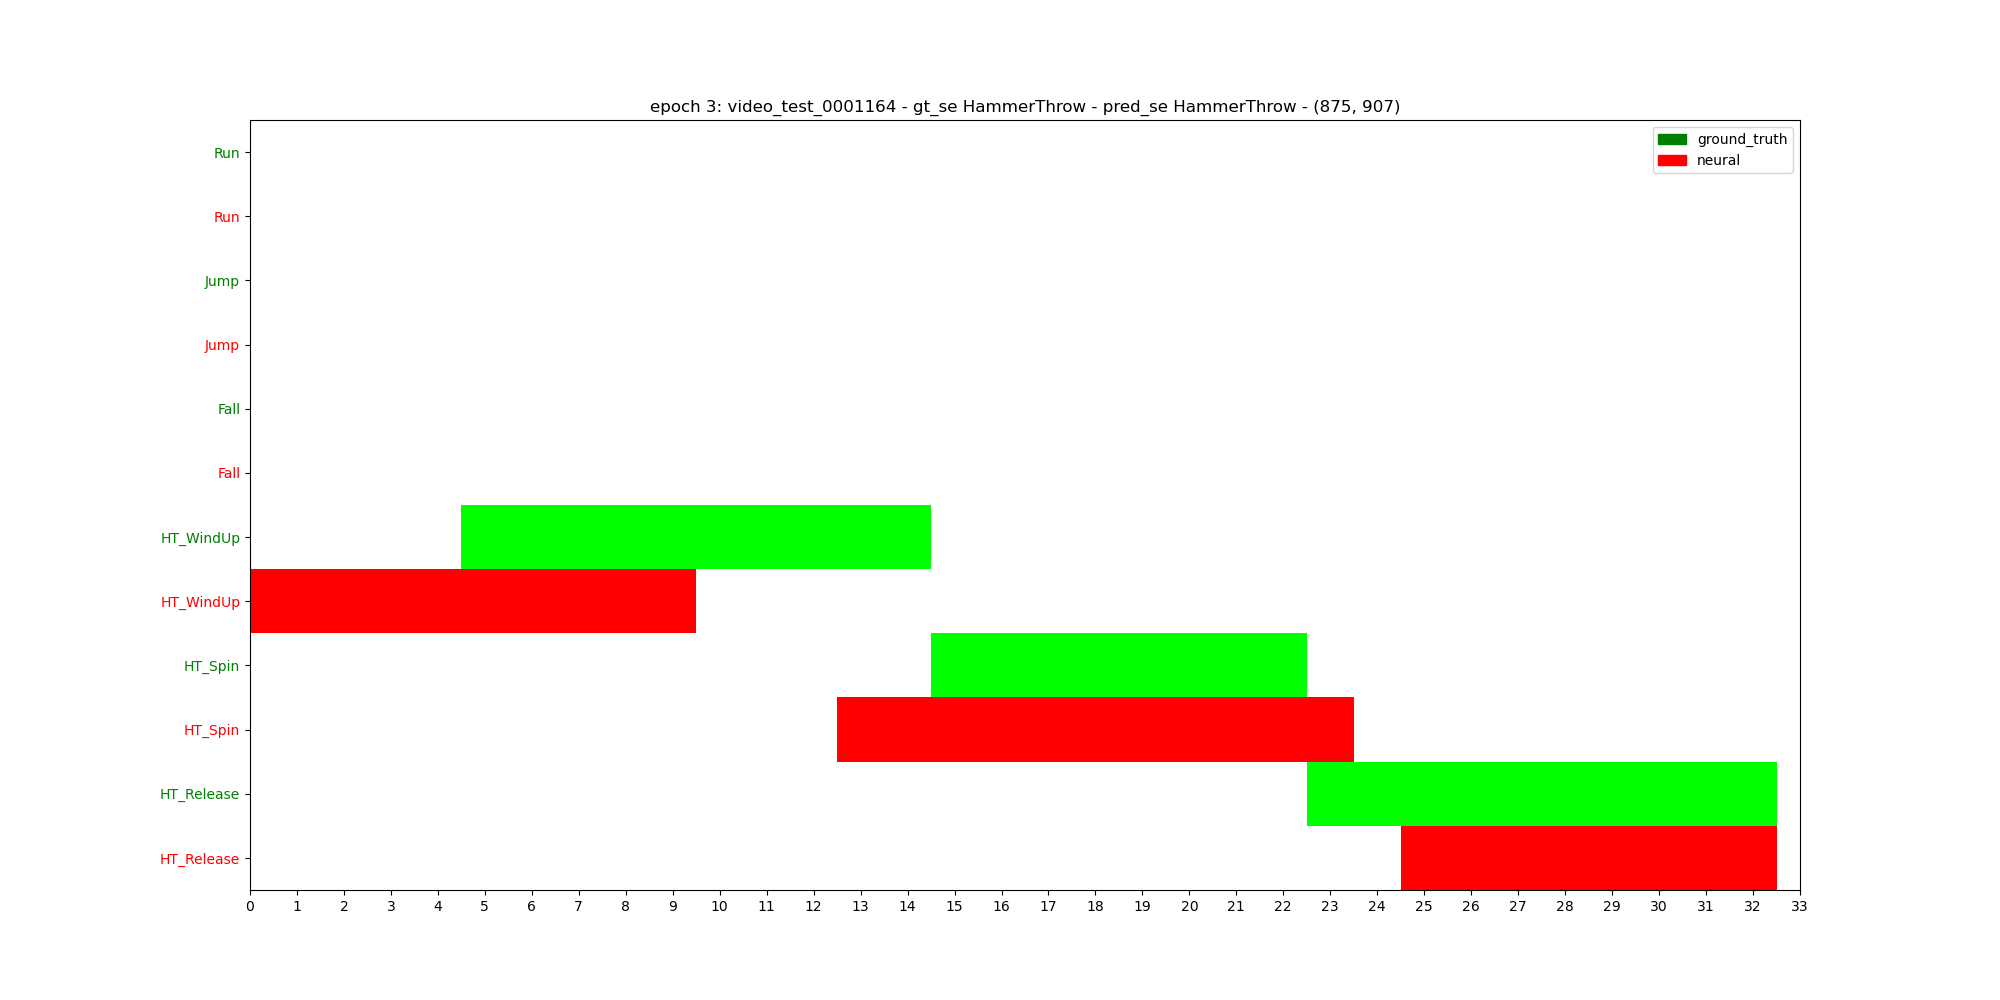 epoch 3: video_test_0001164 - gt_se HammerThrow - pred_se HammerThrow - (875, 907)
ground_truth
neural
Run
Run
Jump
Jump
Fall
Fall
HT_WindUp
HT_WindUp
HT_Spin
HT_Spin
HT_Release
HT_Release
0 1 2 3 4 5 6 7 8 9 10 11 12 13 14 15 16 17 18 19 20 21 22 23 24 25 26 27 28 29 30 31 32 33